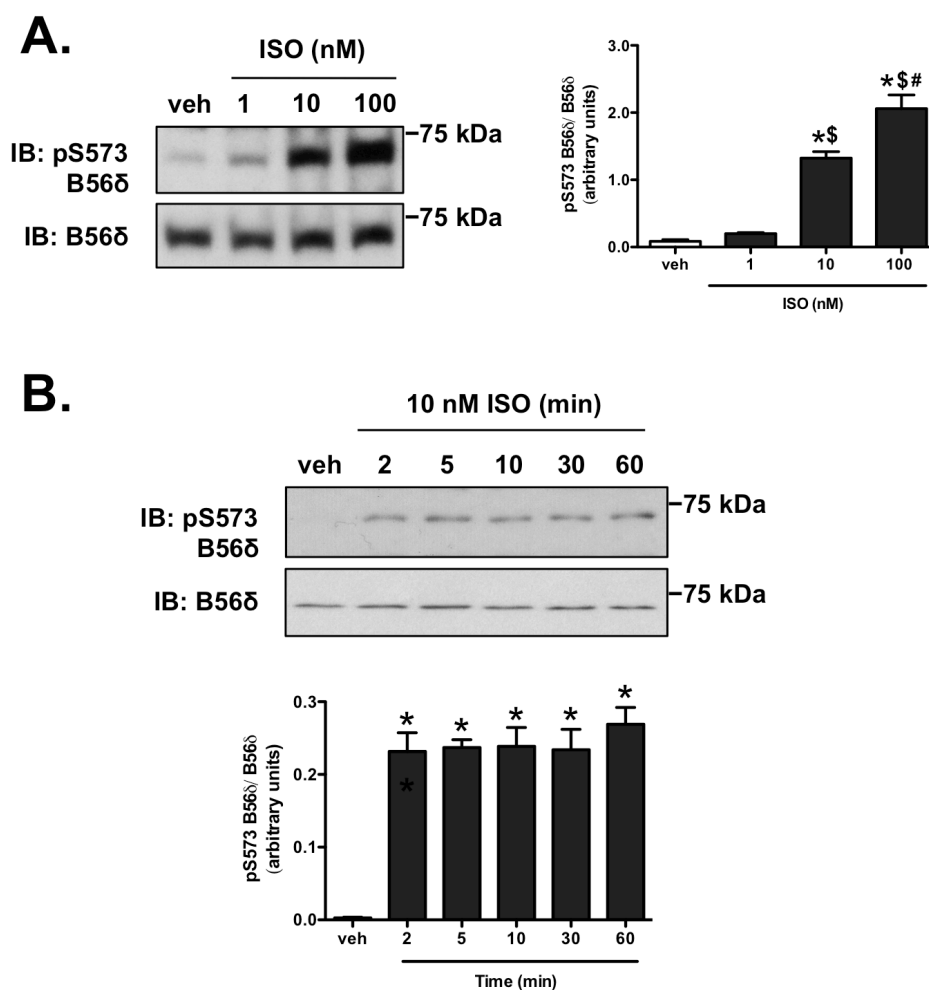 A.
ISO (nM)
veh 1 10 100
IB: pS573
B56δ
–75 kDa
IB: B56δ
–75 kDa
pS573 B56δ/ B56δ
(arbitrary units)
3.0
2.0
1.0
0.0
*$
*$#
veh 1 10 100
ISO (nM)
B.
10 nM ISO (min)
veh 2 5 10 30 60
IB: pS573
B56δ
–75 kDa
IB: B56δ
–75 kDa
pS573 B56δ/ B56δ
(arbitrary units)
0.3
0.2
0.1
0.0
* * * * *
*
veh 2 5 10 30 60
Time (min)